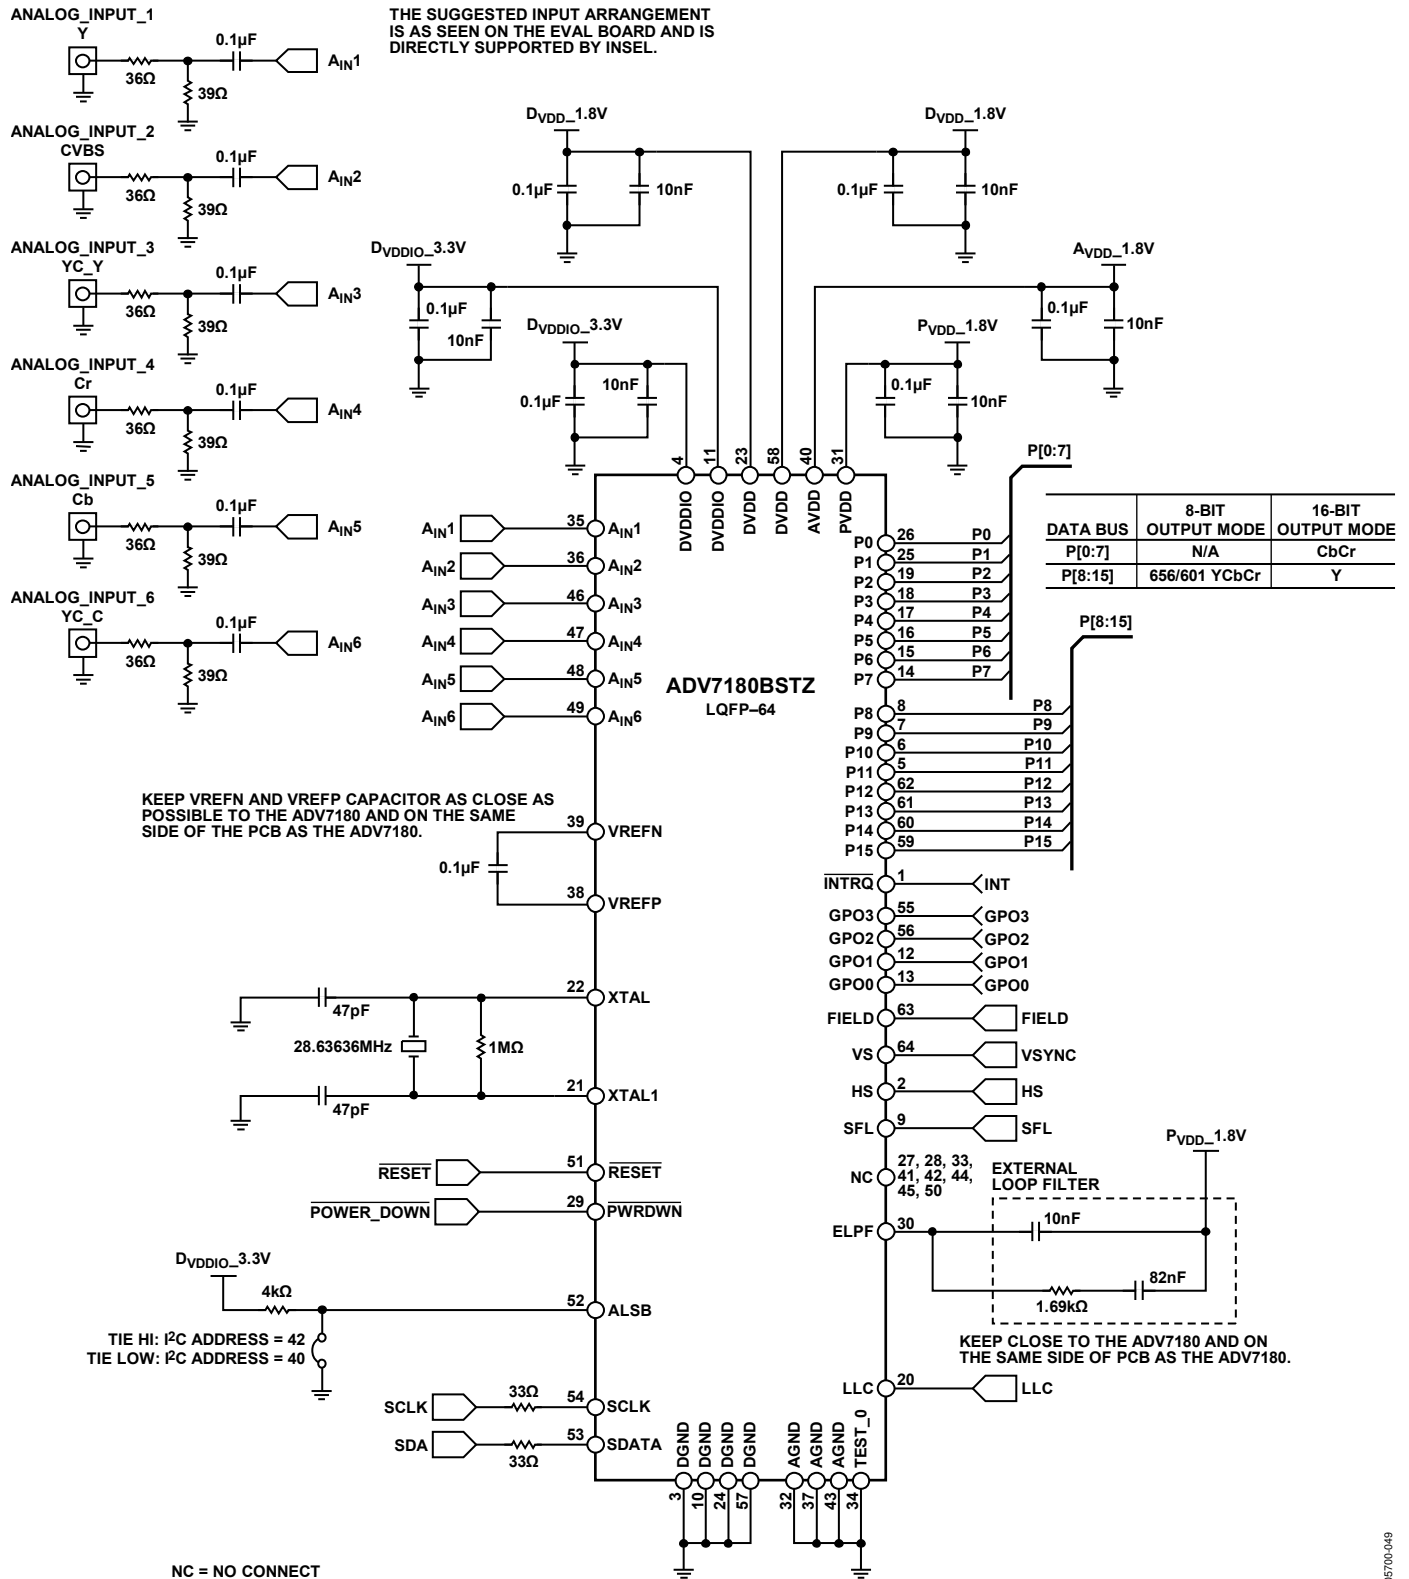 ANALOG_INPUT_1
Y
0.1µF
36Ω
39Ω
AIN1
THE SUGGESTED INPUT ARRANGEMENT
IS AS SEEN ON THE EVAL BOARD AND IS
DIRECTLY SUPPORTED BY INSEL.
ANALOG_INPUT_2
CVBS
0.1µF
36Ω
39Ω
AIN2
ANALOG_INPUT_3
YC_Y
0.1µF
36Ω
39Ω
AIN3
ANALOG_INPUT_4
Cr
0.1µF
36Ω
39Ω
AIN4
ANALOG_INPUT_5
Cb
0.1µF
36Ω
39Ω
AIN5
ANALOG_INPUT_6
YC_C
0.1µF
36Ω
39Ω
AIN6
DVDD_1.8V
0.1µF
10nF
DVDD_1.8V
0.1µF
10nF
DVDDIO_3.3V
0.1µF
10nF
DVDDIO_3.3V
0.1µF
10nF
AVDD_1.8V
0.1µF
10nF
PVDD_1.8V
0.1µF
10nF
4
11
23
58
40
31
DVDDIO
DVDDIO
DVDD
DVDD
AVDD
PVDD
AIN1
35
AIN1
AIN2
36
AIN2
AIN3
46
AIN3
AIN4
47
AIN4
AIN5
48
AIN5
AIN6
49
AIN6
ADV7180BSTZ
LQFP–64
P[0:7]
P0 26 P0
P1 25 P1
P2 19 P2
P3 18 P3
P4 17 P4
P5 16 P5
P6 15 P6
P7 14 P7
DATA BUS
8-BIT
OUTPUT MODE
16-BIT
OUTPUT MODE
P[0:7] N/A CbCr
P[8:15] 656/601 YCbCr Y
P[8:15]
P8 8 P8
P9 7 P9
P10 6 P10
P11 5 P11
P12 62 P12
P13 61 P13
P14 60 P14
P15 59 P15
KEEP VREFN AND VREFP CAPACITOR AS CLOSE AS
POSSIBLE TO THE ADV7180 AND ON THE SAME
SIDE OF THE PCB AS THE ADV7180.
39
VREFN
0.1µF
38
VREFP
INTRQ 1 INT
GPO3 55 GPO3
GPO2 56 GPO2
GPO1 12 GPO1
GPO0 13 GPO0
FIELD 63 FIELD
VS 64 VSYNC
HS 2 HS
SFL 9 SFL
NC
27, 28, 33,
41, 42, 44,
45, 50
47pF
22
XTAL
28.63636MHz
1MΩ
47pF
21
XTAL1
RESET 51 RESET
POWER_DOWN 29 PWRDWN
PVDD_1.8V
EXTERNAL
LOOP FILTER
ELPF 30
10nF
82nF
1.69kΩ
KEEP CLOSE TO THE ADV7180 AND ON
THE SAME SIDE OF PCB AS THE ADV7180.
DVDDIO_3.3V
4kΩ
52
ALSB
TIE HI: I2C ADDRESS = 42
TIE LOW: I2C ADDRESS = 40
LLC 20 LLC
SCLK 33Ω 54 SCLK
SDA 33Ω 53 SDATA
DGND
DGND
DGND
DGND
AGND
AGND
AGND
TEST_0
3
10
24
57
32
37
43
34
NC = NO CONNECT
05700-049